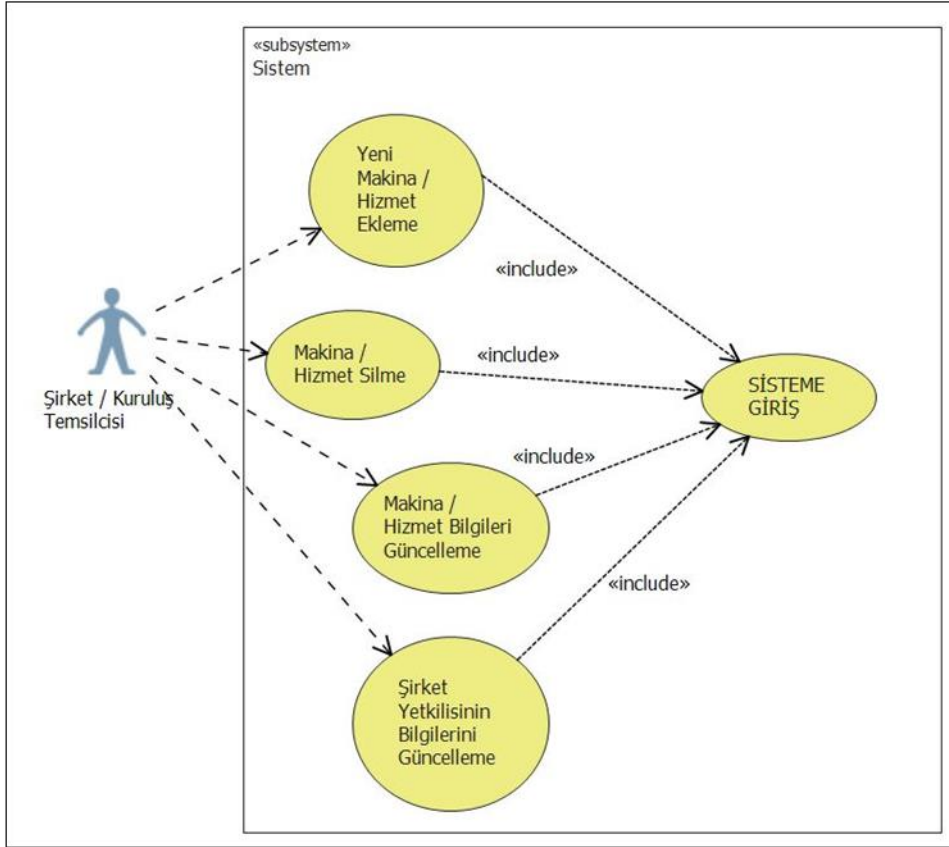 «subsystem»
Sistem
Yeni
Makina /
Hizmet
Ekleme
«include»
Makina /
Hizmet Silme
«include»
SİSTEME
GİRİŞ
Şirket / Kuruluş
Temsilcisi
«include»
Makina /
Hizmet Bilgileri
Güncelleme
«include»
Şirket
Yetkilisinin
Bilgilerini
Güncelleme